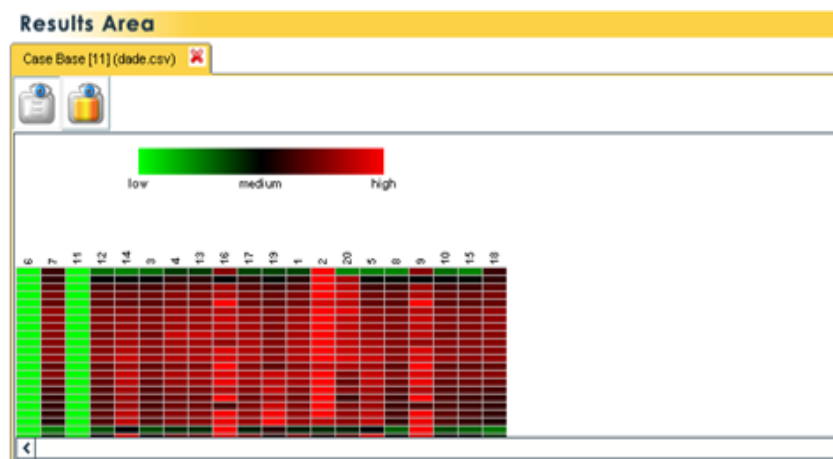 Results Area
Case Base [11] (dade.csv)
low medium high
6 7 11 12 14 3 4 13 16 17 19 1 2 20 5 8 9 10 15 18